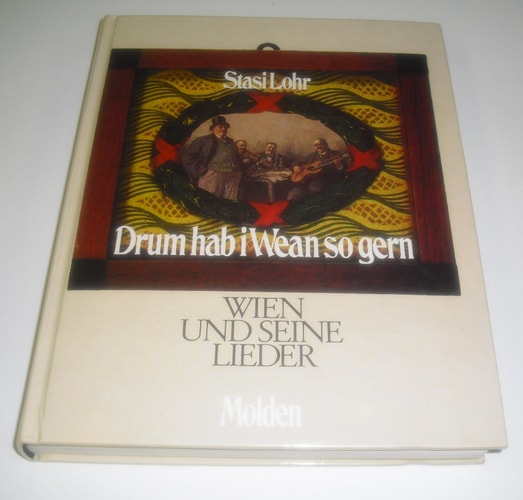 Stasi Lohr
Drum hab i Wean so gern
WIEN
UND SEINE
LIEDER
Molden